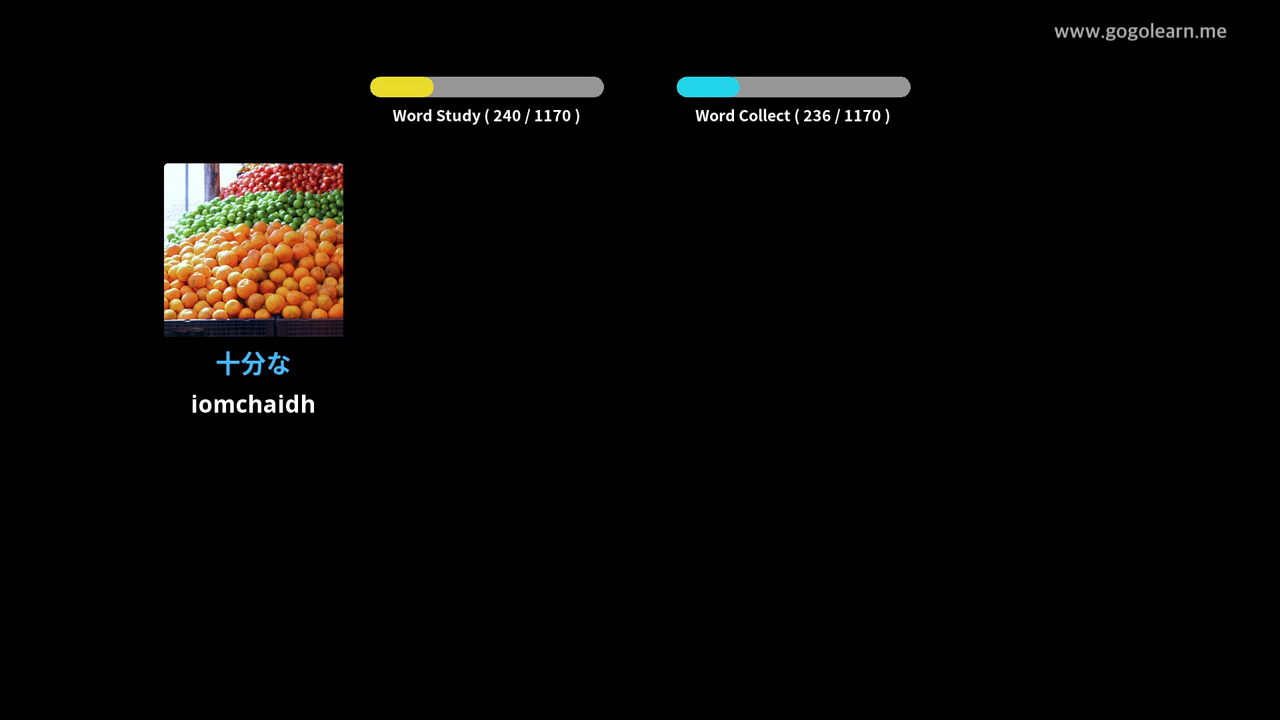 www.gogolearn.me
Word Study ( 240 / 1170 )
Word Collect ( 236 / 1170 )
十分な
iomchaidh